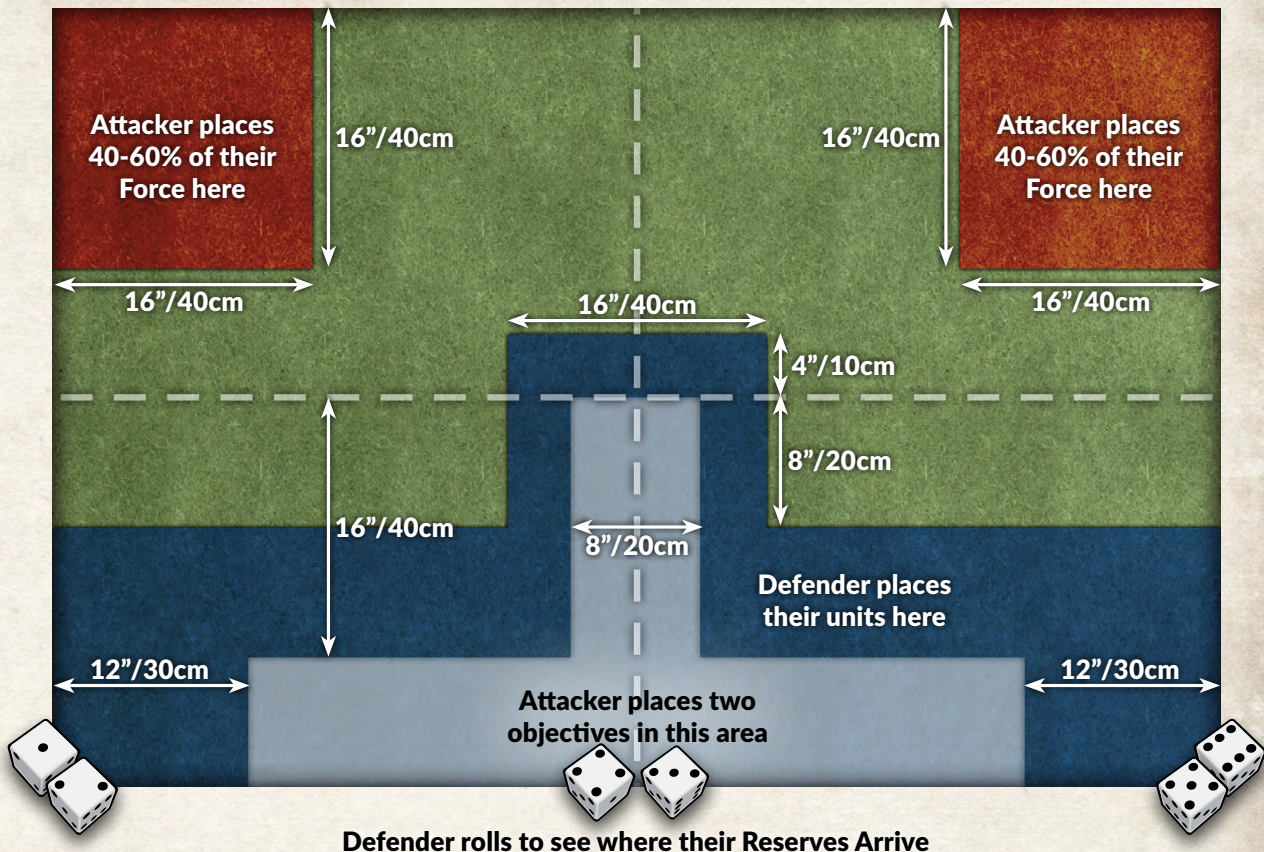 Attacker places
40-60% of their
Force here
16”/40cm
16”/40cm
Attacker places
40-60% of their
Force here
16”/40cm
16”/40cm
16”/40cm
4”/10cm
8”/20cm
16”/40cm
8”/20cm
Defender places
their units here
12”/30cm
12”/30cm
Attacker places two
objectives in this area
Defender rolls to see where their Reserves Arrive